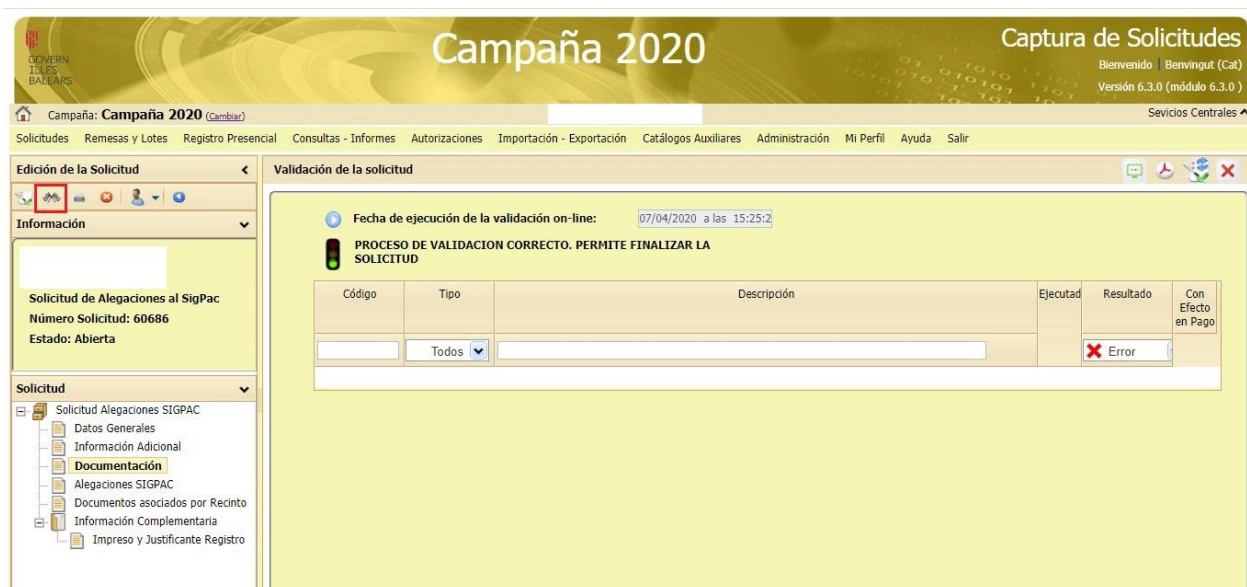 GOVERN
ILLES
BALEARS
Campaña 2020
Captura de Solicitudes
Bienvenido | Benvingut (Cat)
Versión 6.3.0 (módulo 6.3.0 )
Campaña: Campaña 2020 (Cambiar)
Sevicios Centrales
Solicitudes Remesas y Lotes Registro Presencial Consultas - Informes Autorizaciones Importación - Exportación Catálogos Auxiliares Administración Mi Perfil Ayuda Salir
Edición de la Solicitud
Información
Solicitud de Alegaciones al SigPac
Número Solicitud: 60686
Estado: Abierta
Solicitud
Solicitud Alegaciones SIGPAC
Datos Generales
Información Adicional
Documentación
Alegaciones SIGPAC
Documentos asociados por Recinto
Información Complementaria
Impreso y Justificante Registro
Validación de la solicitud
Fecha de ejecución de la validación on-line: 07/04/2020 a las 15:25:2
PROCESO DE VALIDACION CORRECTO. PERMITE FINALIZAR LA
SOLICITUD
Código Tipo Descripción Ejecutad Resultado Con
Efecto
en Pago
Todos Error